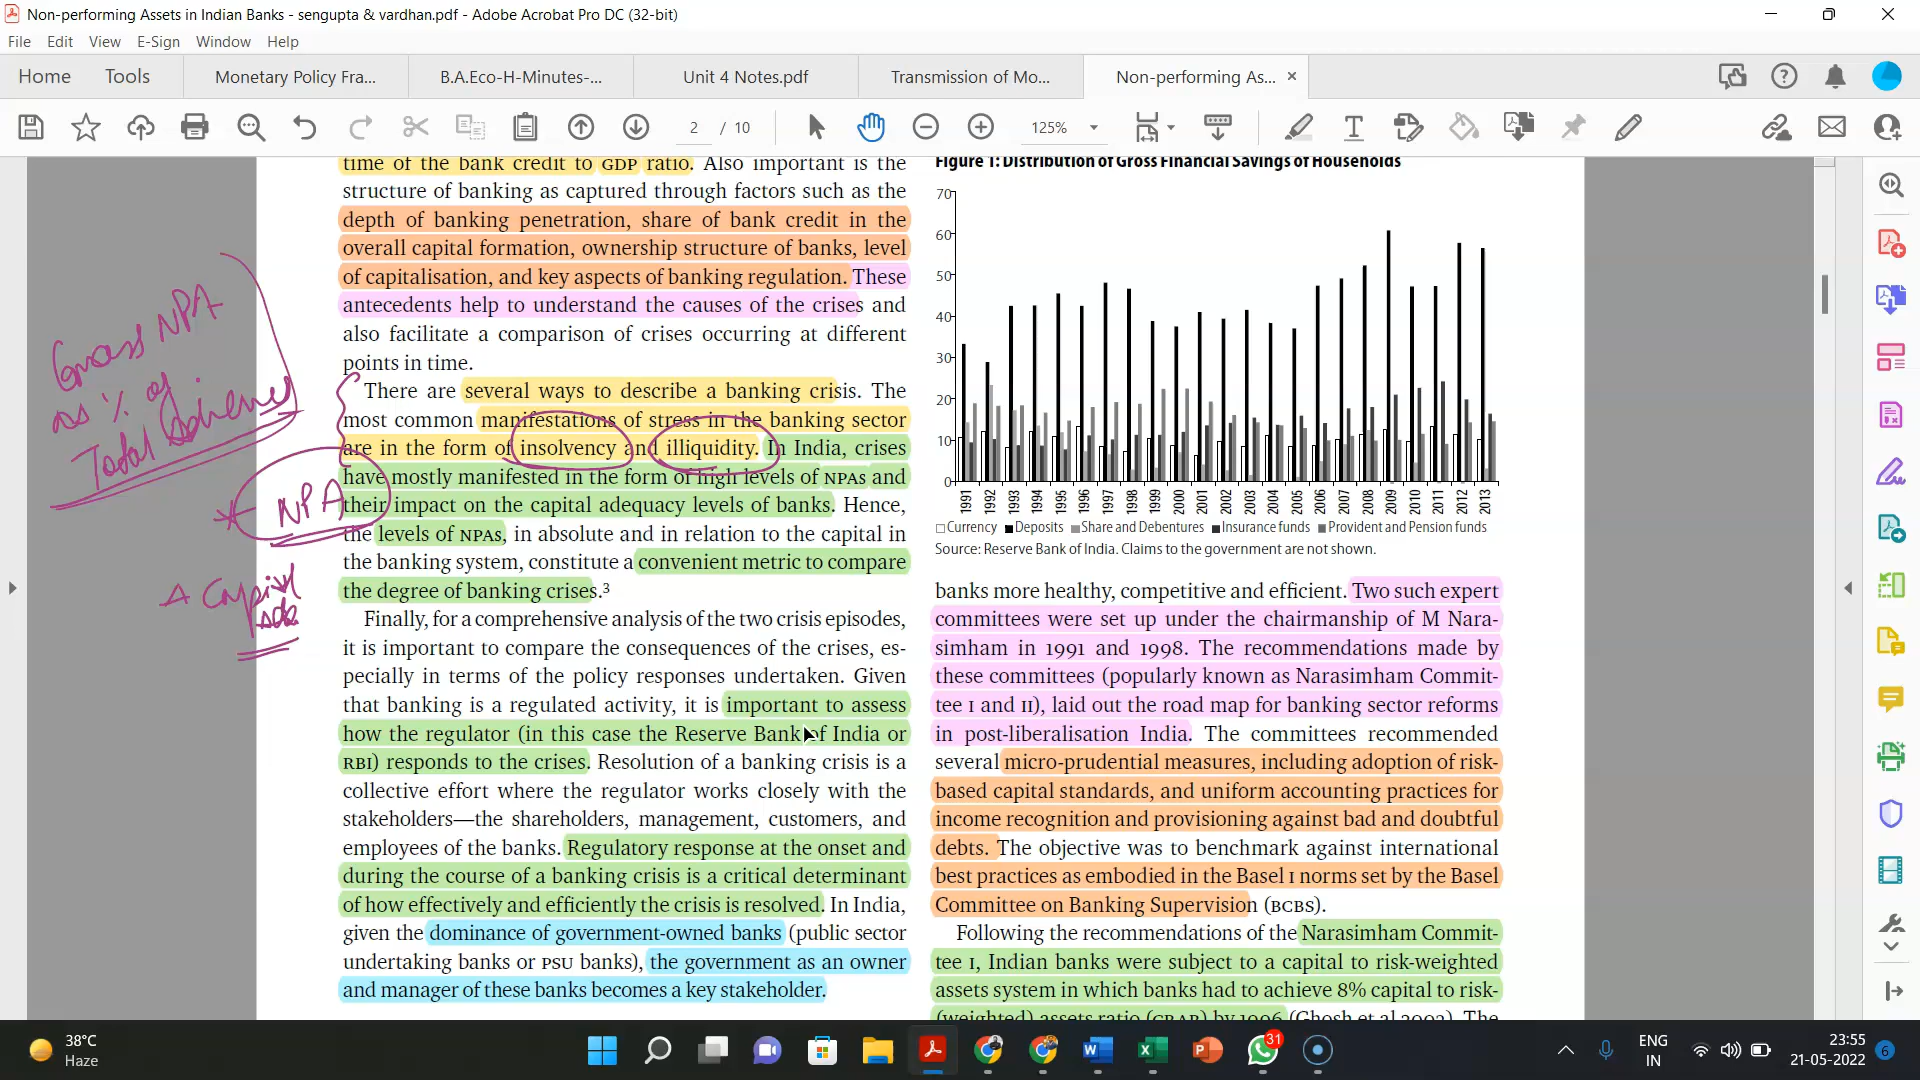 Non-performing Assets in Indian Banks - sengupta & vardhan.pdf - Adobe Acrobat Pro DC (32-bit)
File Edit View E-Sign Window Help
Home Tools Monetary Policy Fra... B.A.Eco-H-Minutes-... Unit 4 Notes.pdf Transmission of Mo... Non-performing As... ×
2 / 10 125%
time of the bank credit to GDP ratio. Also important is the
structure of banking as captured through factors such as the
depth of banking penetration, share of bank credit in the
overall capital formation, ownership structure of banks, level
of capitalisation, and key aspects of banking regulation. These
antecedents help to understand the causes of the crises and
also facilitate a comparison of crises occurring at different
points in time.
There are several ways to describe a banking crisis. The
most common manifestations of stress in the banking sector
are in the form of insolvency and illiquidity. In India, crises
have mostly manifested in the form of high levels of NPAs and
their impact on the capital adequacy levels of banks. Hence,
the levels of NPAs, in absolute and in relation to the capital in
the banking system, constitute a convenient metric to compare
the degree of banking crises.³
Finally, for a comprehensive analysis of the two crisis episodes,
it is important to compare the consequences of the crises, es-
pecially in terms of the policy responses undertaken. Given
that banking is a regulated activity, it is important to assess
how the regulator (in this case the Reserve Bank of India or
RBI) responds to the crises. Resolution of a banking crisis is a
collective effort where the regulator works closely with the
stakeholders—the shareholders, management, customers, and
employees of the banks. Regulatory response at the onset and
during the course of a banking crisis is a critical determinant
of how effectively and efficiently the crisis is resolved. In India,
given the dominance of government-owned banks (public sector
undertaking banks or PSU banks), the government as an owner
and manager of these banks becomes a key stakeholder.
Gross NPA
as % of
Total
NPA
Capital
Figure 1: Distribution of Gross Financial Savings of Households
70
60
50
40
30
20
10
0
1991 1992 1993 1994 1995 1996 1997 1998 1999 2000 2001 2002 2003 2004 2005 2006 2007 2008 2009 2010 2011 2012 2013
Currency Deposits Share and Debentures Insurance funds Provident and Pension funds
Source: Reserve Bank of India. Claims to the government are not shown.
banks more healthy, competitive and efficient. Two such expert
committees were set up under the chairmanship of M Nara-
simham in 1991 and 1998. The recommendations made by
these committees (popularly known as Narasimham Commit-
tee I and II), laid out the road map for banking sector reforms
in post-liberalisation India. The committees recommended
several micro-prudential measures, including adoption of risk-
based capital standards, and uniform accounting practices for
income recognition and provisioning against bad and doubtful
debts. The objective was to benchmark against international
best practices as embodied in the Basel I norms set by the Basel
Committee on Banking Supervision (BCBS).
Following the recommendations of the Narasimham Commit-
tee I, Indian banks were subject to a capital to risk-weighted
assets system in which banks had to achieve 8% capital to risk-
(weighted) assets ratio (CRAR) by 1996 (Ghosh et al 2003). The
38°C
Haze
31
ENG
IN
23:55
21-05-2022
6